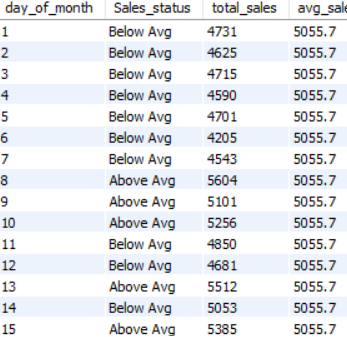 day_of_month Sales_status total_sales avg_sale
1 Below Avg 4731 5055.7
2 Below Avg 4625 5055.7
3 Below Avg 4715 5055.7
4 Below Avg 4590 5055.7
5 Below Avg 4701 5055.7
6 Below Avg 4205 5055.7
7 Below Avg 4543 5055.7
8 Above Avg 5604 5055.7
9 Above Avg 5101 5055.7
10 Above Avg 5256 5055.7
11 Below Avg 4850 5055.7
12 Below Avg 4681 5055.7
13 Above Avg 5512 5055.7
14 Below Avg 5053 5055.7
15 Above Avg 5385 5055.7